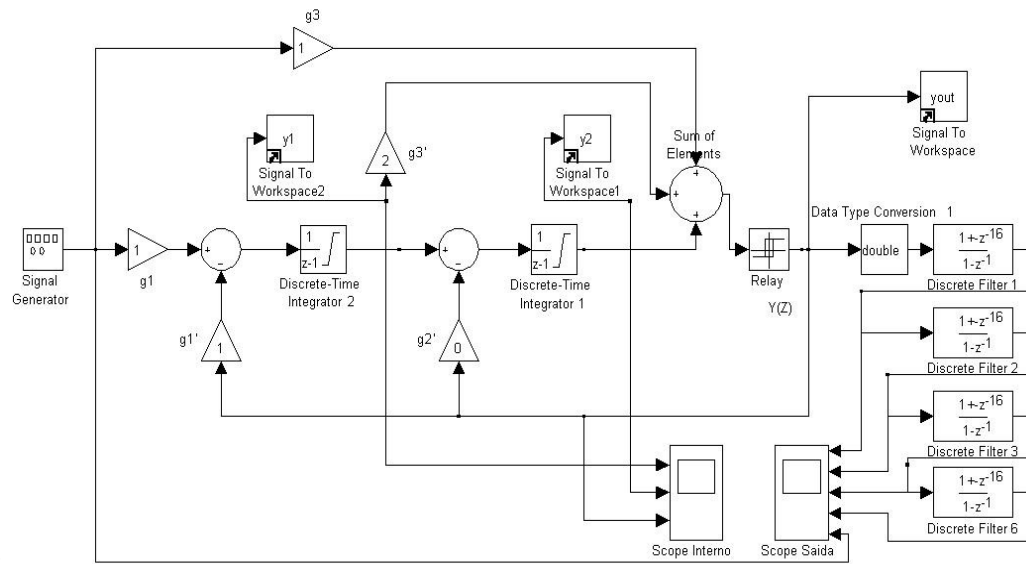 g3
1
yout
Signal To
Workspace
y1
Signal To
Workspace2
2
g3'
y2
Signal To
Workspace1
Sum of
Elements
+
+
+
Signal
Generator
1
g1
+
-
1
z-1
Discrete-Time
Integrator 2
+
-
1
z-1
Discrete-Time
Integrator 1
Relay
Y(Z)
Data Type Conversion 1
double
1+-z-16
1-z-1
Discrete Filter 1
g1'
1
g2'
0
1+-z-16
1-z-1
Discrete Filter 2
1+-z-16
1-z-1
Discrete Filter 3
1+-z-16
1-z-1
Discrete Filter 6
Scope Interno
Scope Saida